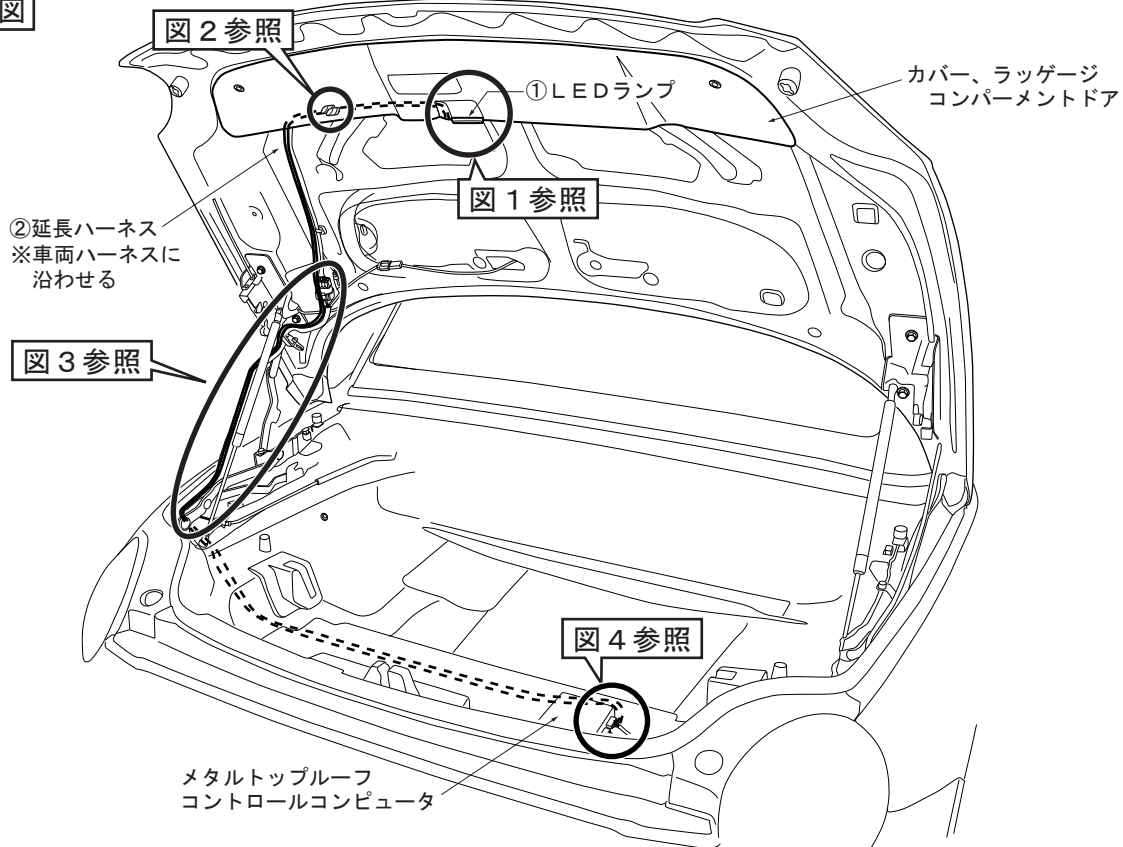 図
図２参照
①ＬＥＤランプ
カバー、ラッゲージ
コンパーメントドア
図１参照
②延長ハーネス
※車両ハーネスに
沿わせる
図３参照
図４参照
メタルトップルーフ
コントロールコンピュータ